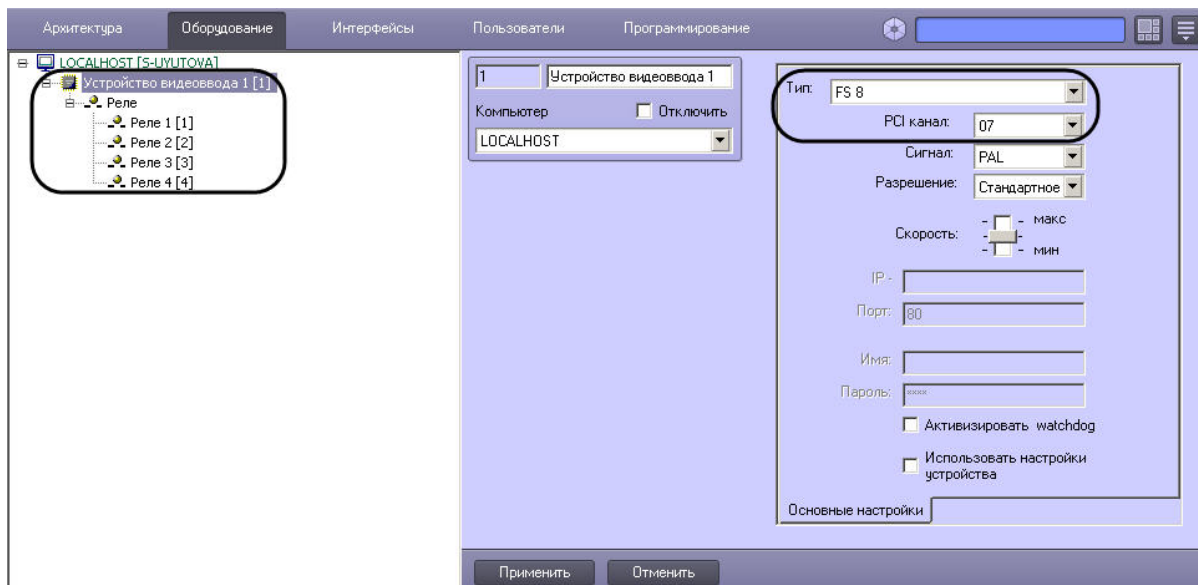 Архитектура Оборудование Интерфейсы Пользователи Программирование
LOCALHOST [S-UYUTOVA]
Устройство видеоввода 1 [1]
Реле
Реле 1 [1]
Реле 2 [2]
Реле 3 [3]
Реле 4 [4]
1 Устройство видеоввода 1
Компьютер Отключить
LOCALHOST
Тип: FS 8
PCI канал: 07
Сигнал: PAL
Разрешение: Стандартное
Скорость: макс
мин
IP -
Порт: 80
Имя:
Пароль: ****
Активизировать watchdog
Использовать настройки
устройства
Основные настройки
Применить Отменить